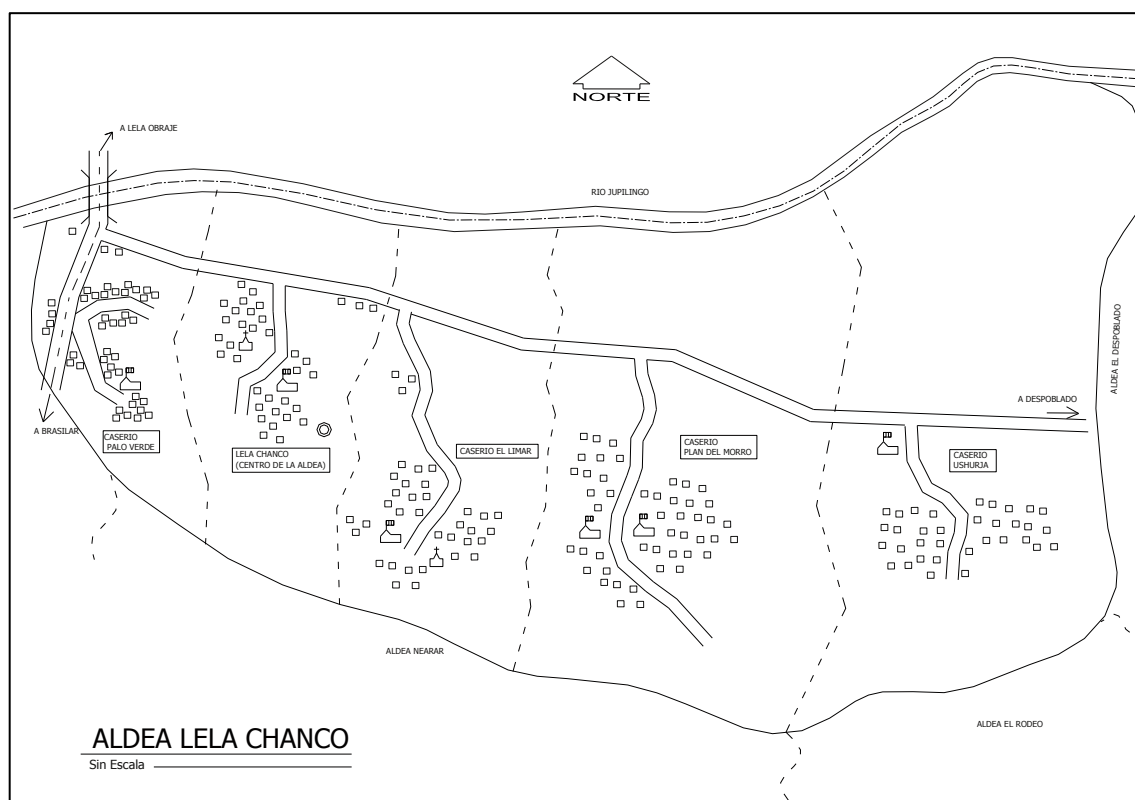 NORTE
A LELA OBRAJE
RIO JUPILINGO
ALDEA EL DESPOBLADO
A DESPOBLADO
A BRASILAR
CASERIO
PALO VERDE
LELA CHANCO
(CENTRO DE LA ALDEA)
CASERIO EL LIMAR
CASERIO
PLAN DEL MORRO
CASERIO
USHURJA
ALDEA NEARAR
ALDEA EL RODEO
ALDEA LELA CHANCO
Sin Escala